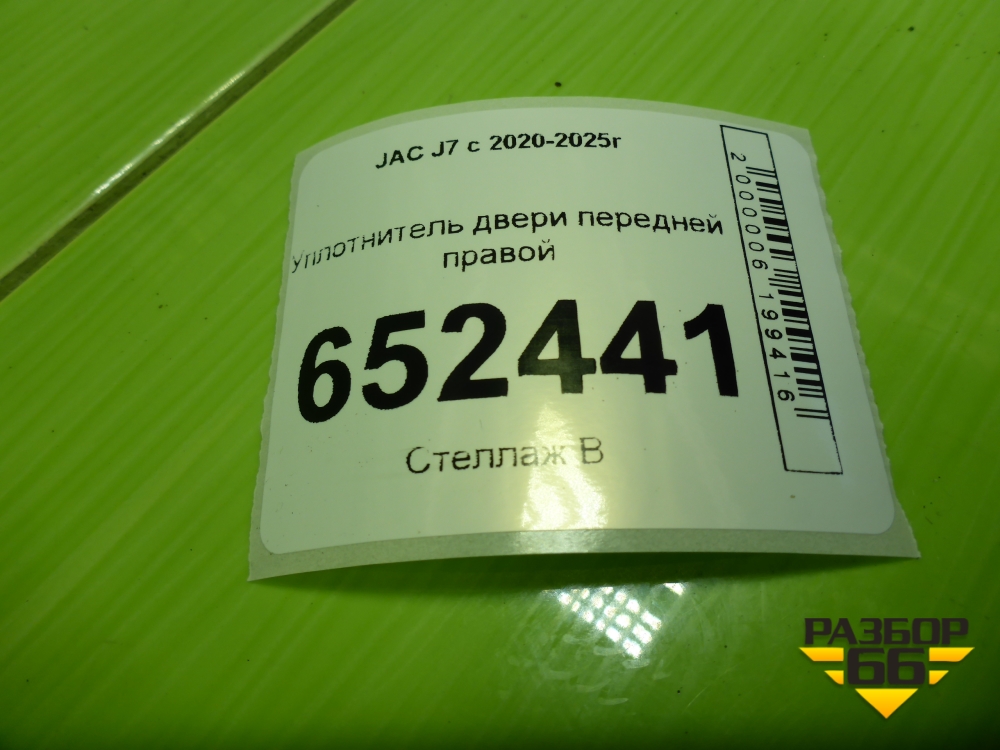 JAC J7 с 2020-2025г
Уплотнитель двери передней
правой
652441
Стеллаж В
2000006199416
РАЗБОР
66